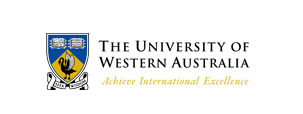 THE UNIVERSITY OF
WESTERN AUSTRALIA
Achieve International Excellence